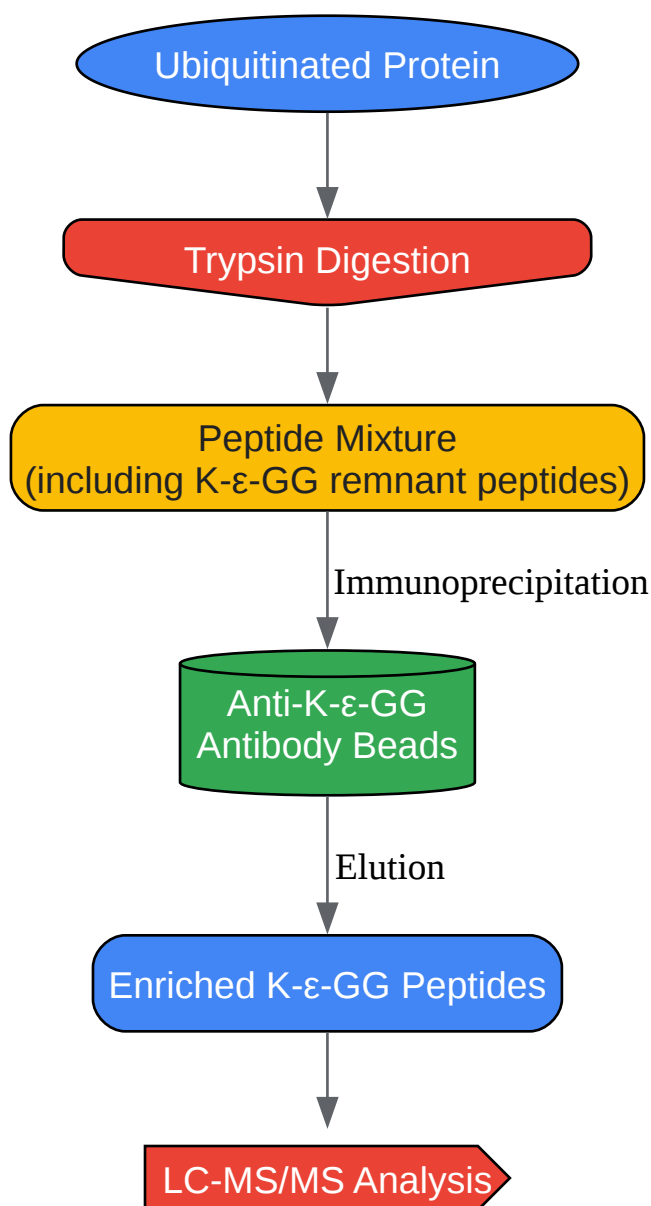 Ubiquitinated Protein
Trypsin Digestion
Peptide Mixture
(including K-ε-GG remnant peptides)
Immunoprecipitation
Anti-K-ε-GG
Antibody Beads
Elution
Enriched K-ε-GG Peptides
LC-MS/MS Analysis